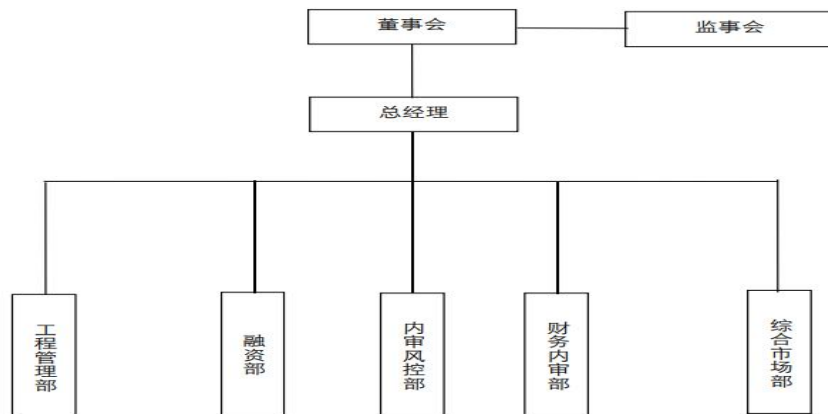 董事会
监事会
总经理
工程管理部
融资部
内审风控部
财务内审部
综合市场部